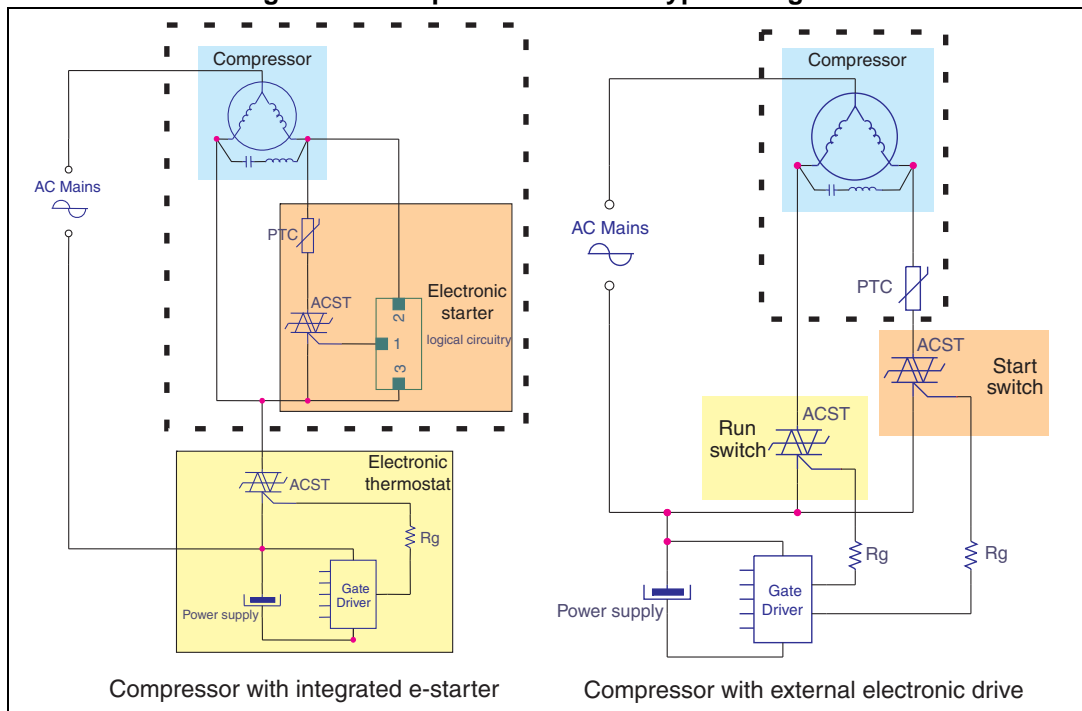 Compressor
AC Mains
PTC
ACST
Electronic
starter
logical circuitry
2
1
3
Electronic
thermostat
ACST
Rg
Gate
Driver
Power supply
Compressor with integrated e-starter
Compressor
AC Mains
PTC
ACST
Start
switch
ACST
Run
switch
Rg
Rg
Gate
Driver
Power supply
Compressor with external electronic drive